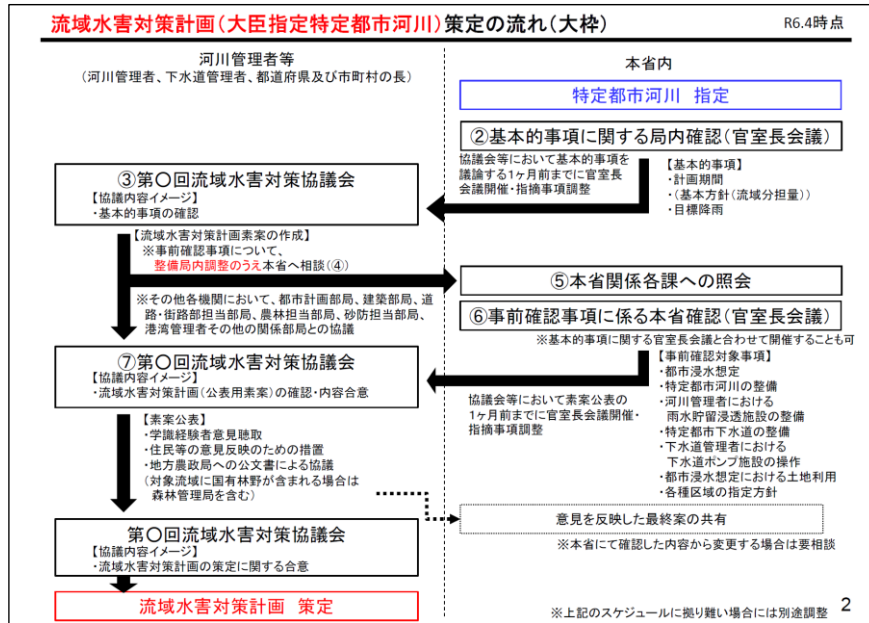 流域水害対策計画(大臣指定特定都市河川)策定の流れ(大枠)
R6.4時点
河川管理者等
(河川管理者、下水道管理者、都道府県及び市町村の長)
本省内
特定都市河川 指定
②基本的事項に関する局内確認(官室長会議)
協議会等において基本的事項を
議論する1ヶ月前までに官室長
会議開催・指摘事項調整
【基本的事項】
・計画期間
・(基本方針(流域分担量))
・目標降雨
③第〇回流域水害対策協議会
【協議内容イメージ】
・基本的事項の確認
【流域水害対策計画素案の作成】
※事前確認事項について、
整備局内調整のうえ本省へ相談(④)
⑤本省関係各課への照会
※その他各機関において、都市計画部局、建築部局、道
路・街路部担当部局、農林担当部局、砂防担当部局、
港湾管理者その他の関係部局との協議
⑥事前確認事項に係る本省確認(官室長会議)
※基本的事項に関する官室長会議と合わせて開催することも可
⑦第〇回流域水害対策協議会
【協議内容イメージ】
・流域水害対策計画(公表用素案)の確認・内容合意
協議会等において素案公表の
1ヶ月前までに官室長会議開催・
指摘事項調整
【事前確認対象事項】
・都市浸水想定
・特定都市河川の整備
・河川管理者における
雨水貯留浸透施設の整備
・特定都市下水道の整備
・下水道管理者における
下水道ポンプ施設の操作
・都市浸水想定における土地利用
・各種区域の指定方針
【素案公表】
・学識経験者意見聴取
・住民等の意見反映のための措置
・地方農政局への公文書による協議
(対象流域に国有林野が含まれる場合は
森林管理局を含む)
意見を反映した最終案の共有
※本省にて確認した内容から変更する場合は要相談
第〇回流域水害対策協議会
【協議内容イメージ】
・流域水害対策計画の策定に関する合意
流域水害対策計画 策定
※上記のスケジュールに拠り難い場合には別途調整
2